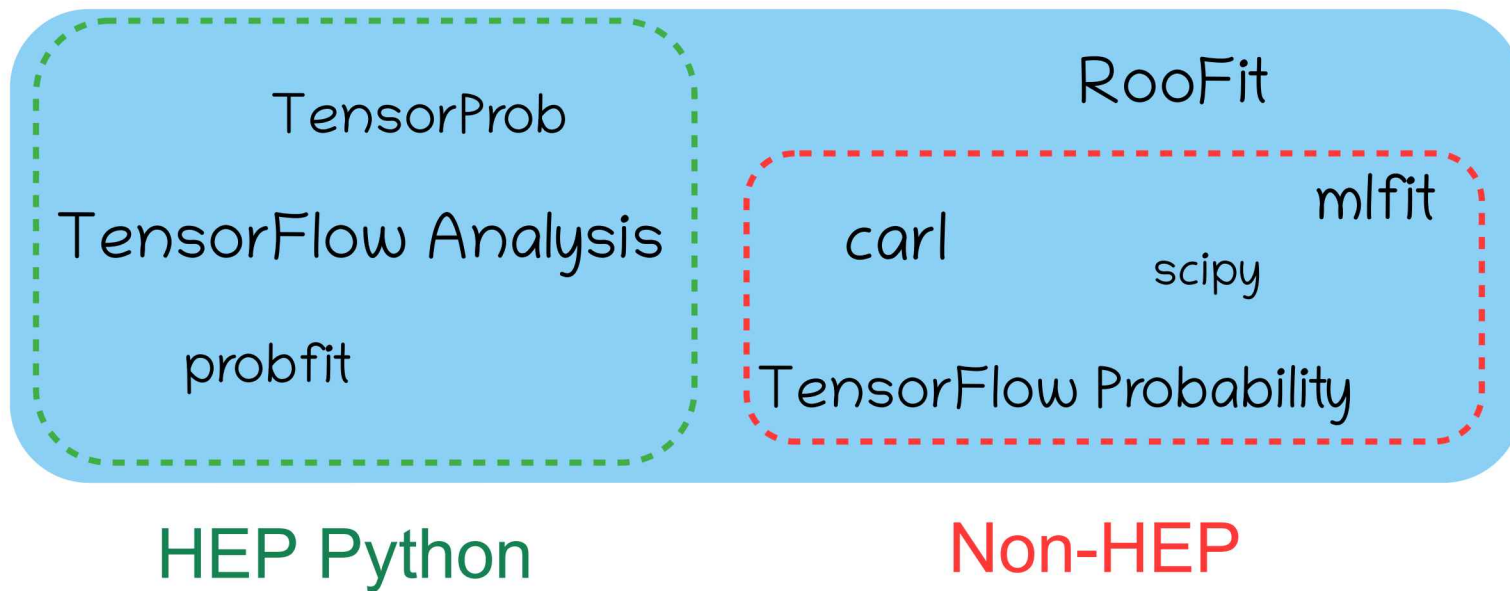 TensorProb
TensorFlow Analysis
probfit
RooFit
mlfit
carl
scipy
TensorFlow Probability
HEP Python
Non-HEP